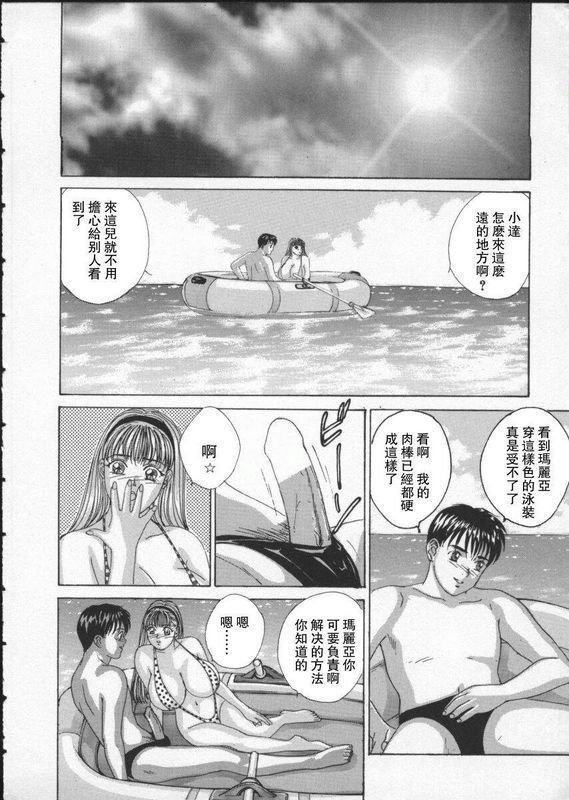 小達
怎麼來這麼
遠的地方啊?
來這兒就不用
擔心給別人看
到了
看到瑪麗亞
穿這樣色的泳裝
真是受不了了
看啊 我的
肉棒已經都硬
成這樣了
啊
☆
瑪麗亞你
可要負責啊
解決的方法
你知道的
嗯
嗯……